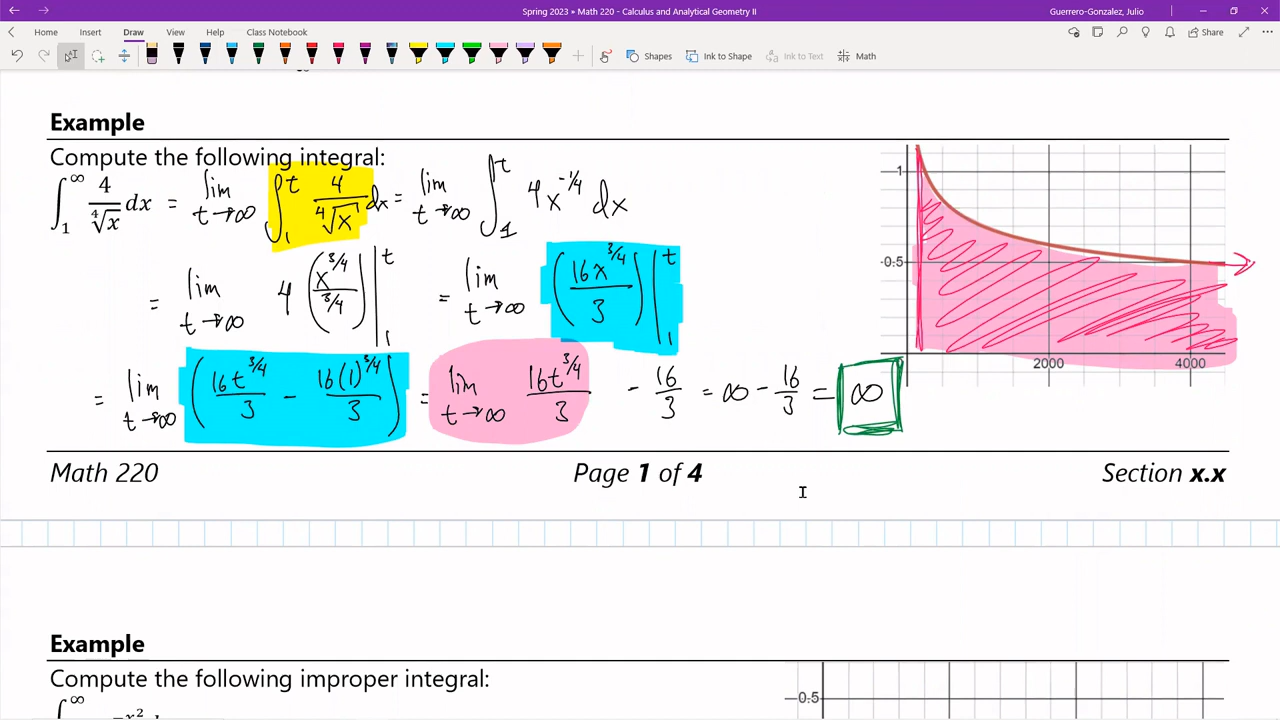 Spring 2023 » Math 220 - Calculus and Analytical Geometry II
Guerrero-Gonzalez, Julio
Home Insert Draw View Help Class Notebook
Share
Shapes Ink to Shape Ink to Text Math
Example
Compute the following integral:
∫₁^∞ 4/∜x dx = lim t→∞ ∫₁^t 4/∜x dx = lim t→∞ ∫₁^t 4x^(-1/4) dx
= lim t→∞ 4 (x^(3/4)/(3/4)) |₁^t = lim t→∞ (16x^(3/4)/3) |₁^t
= lim t→∞ (16t^(3/4)/3 − 16(1)^(3/4)/3) = lim t→∞ 16t^(3/4)/3 − 16/3 = ∞ − 16/3 = ∞
1
0.5
0
2000
4000
Math 220 Page 1 of 4 Section x.x
Example
Compute the following improper integral:
-0.5